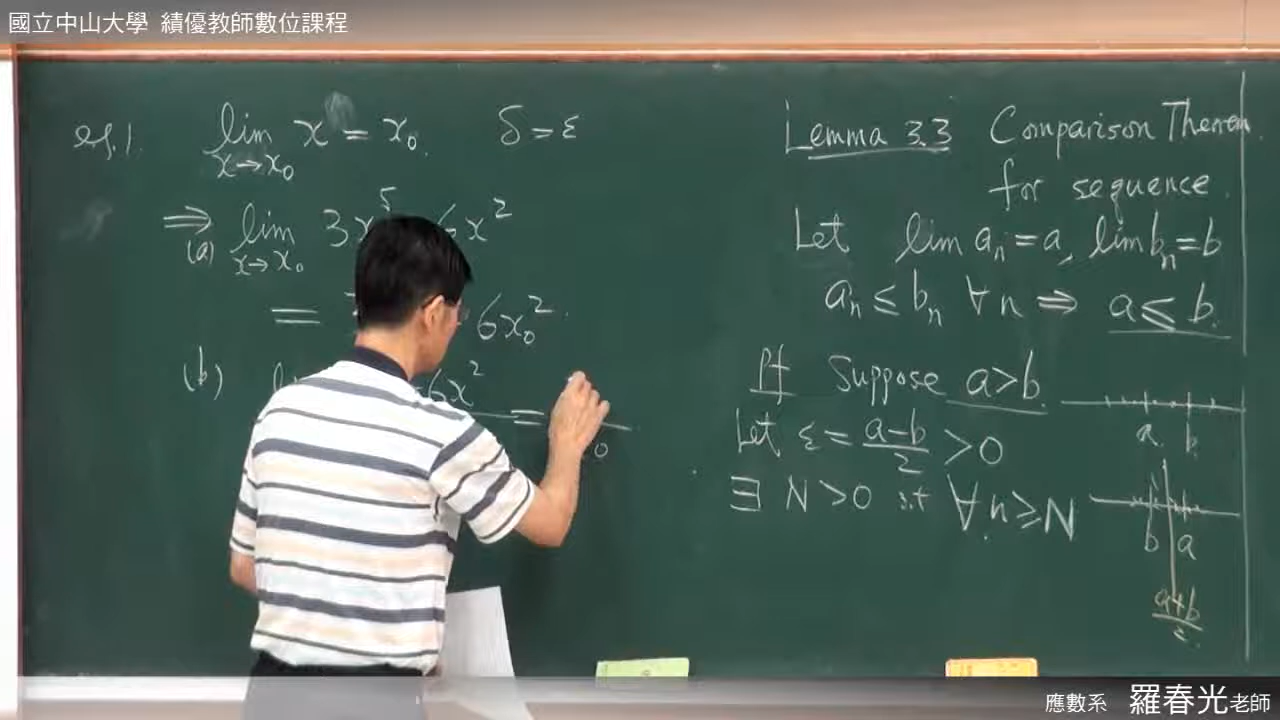 國立中山大學 績優教師數位課程
eg.1. lim x = x₀. δ = ε
x→x₀
⇒ lim 3x⁵ 6x²
(a) x→x₀
= 6x₀².
(b) 6x² =
Lemma 3.3 Comparison Theorem.
for sequence.
Let lim aₙ = a, lim bₙ = b
aₙ ≤ bₙ ∀n ⇒ a ≤ b.
Pf Suppose a > b.
a b
Let ε = a-b/2 > 0
∃ N > 0 s.t ∀n ≥ N
b a
a+b/2
應數系 羅春光老師